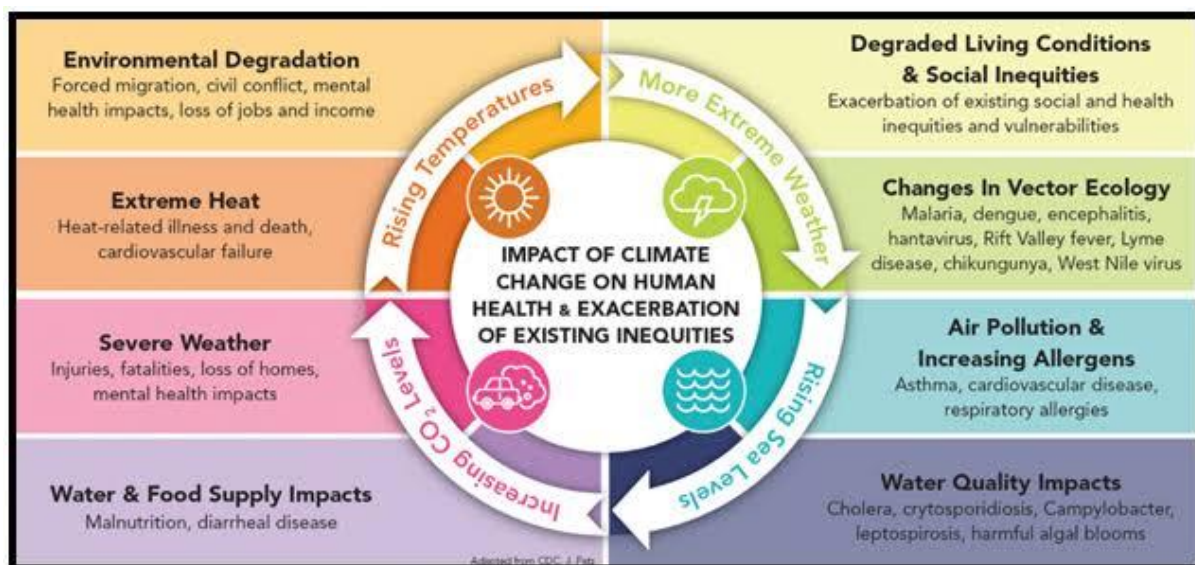 Environmental Degradation
Forced migration, civil conflict, mental
health impacts, loss of jobs and income
Extreme Heat
Heat-related illness and death,
cardiovascular failure
Severe Weather
Injuries, fatalities, loss of homes,
mental health impacts
Water & Food Supply Impacts
Malnutrition, diarrheal disease
Rising Temperatures
More Extreme Weather
Rising Sea Levels
Increasing CO₂ Levels
IMPACT OF CLIMATE
CHANGE ON HUMAN
HEALTH & EXACERBATION
OF EXISTING INEQUITIES
Degraded Living Conditions
& Social Inequities
Exacerbation of existing social and health
inequities and vulnerabilities
Changes In Vector Ecology
Malaria, dengue, encephalitis,
hantavirus, Rift Valley fever, Lyme
disease, chikungunya, West Nile virus
Air Pollution &
Increasing Allergens
Asthma, cardiovascular disease,
respiratory allergies
Water Quality Impacts
Cholera, crytosporidiosis, Campylobacter,
leptospirosis, harmful algal blooms
Adapted from CDC, J. Patz